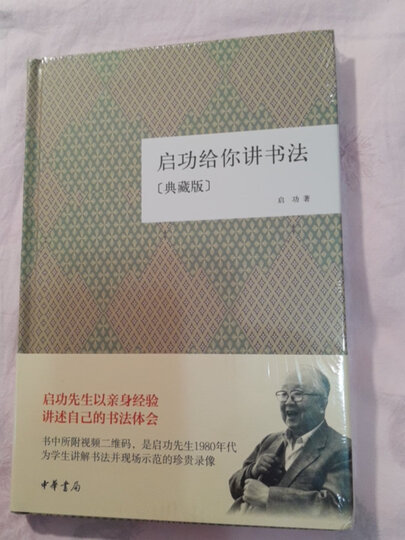 启功给你讲书法
〔典藏版〕
启 功 著
启功先生以亲身经验
讲述自己的书法体会
书中所附视频二维码，是启功先生1980年代
为学生讲解书法并现场示范的珍贵录像
中华书局